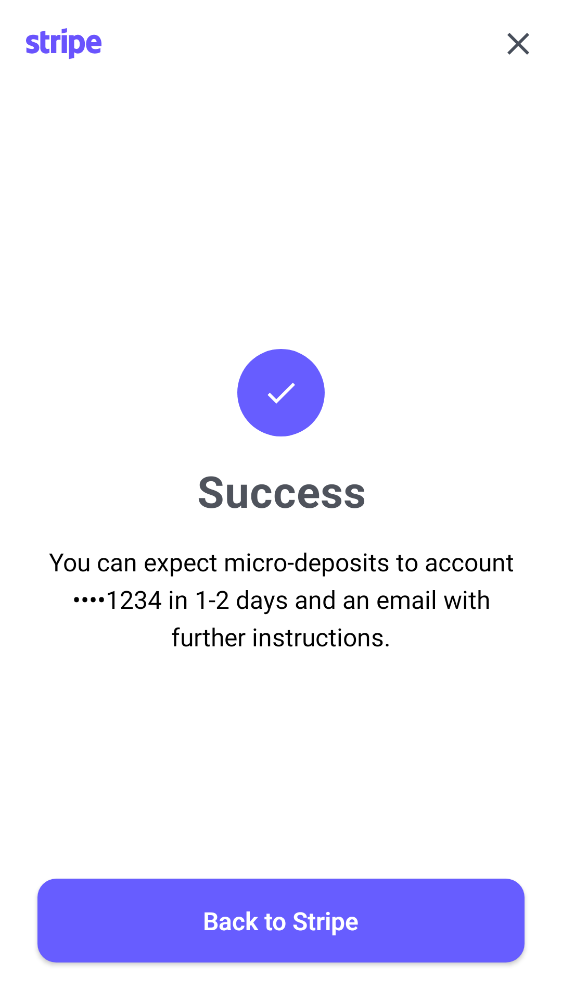 stripe
Success
You can expect micro-deposits to account
••••1234 in 1-2 days and an email with
further instructions.
Back to Stripe